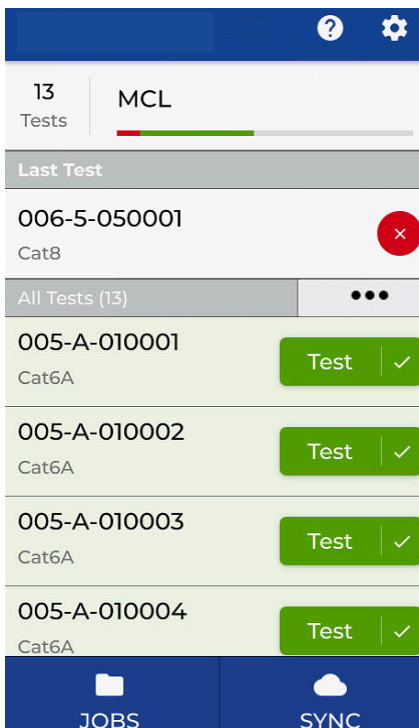 13
Tests
MCL
Last Test
006-5-050001
Cat8
All Tests (13)
005-A-010001
Cat6A
Test
005-A-010002
Cat6A
Test
005-A-010003
Cat6A
Test
005-A-010004
Cat6A
Test
JOBS
SYNC